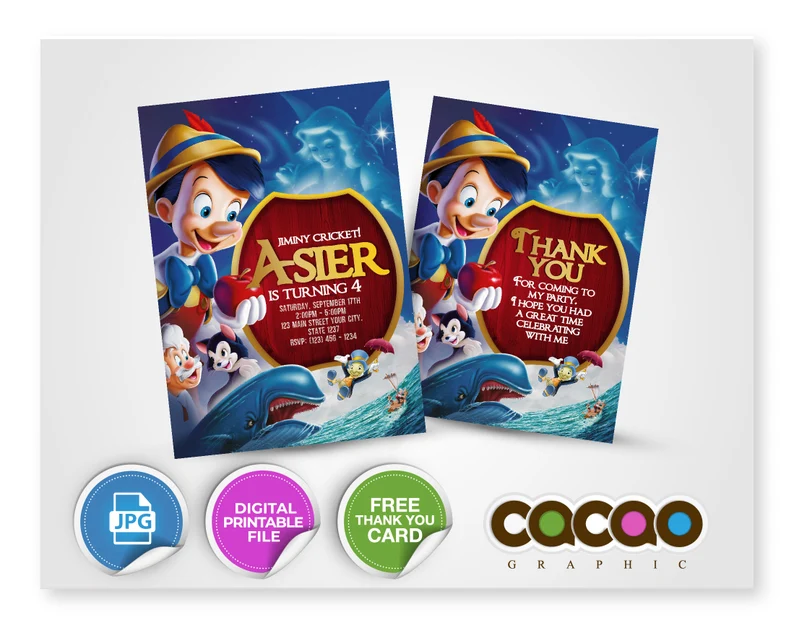 JIMINY CRICKET!
ASTER
IS TURNING 4
SATURDAY, SEPTEMBER 17TH
2:00PM - 5:00PM
123 MAIN STREET YOUR CITY,
STATE 1237
RSVP: (123) 456 - 1234
THANK
YOU
FOR COMING TO
MY PARTY,
I HOPE YOU HAD
A GREAT TIME
CELEBRATING
WITH ME
JPG
DIGITAL
PRINTABLE
FILE
FREE
THANK YOU
CARD
cacao
GRAPHIC